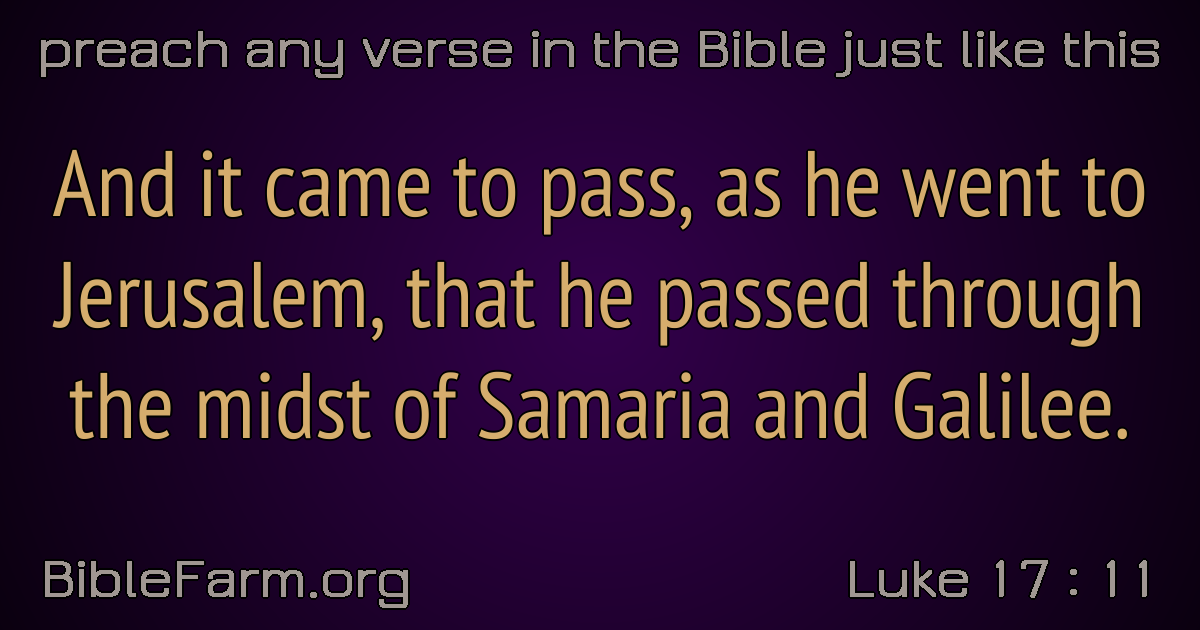 preach any verse in the Bible just like this
And it came to pass, as he went to
Jerusalem, that he passed through
the midst of Samaria and Galilee.
BibleFarm.org
Luke 17 : 11